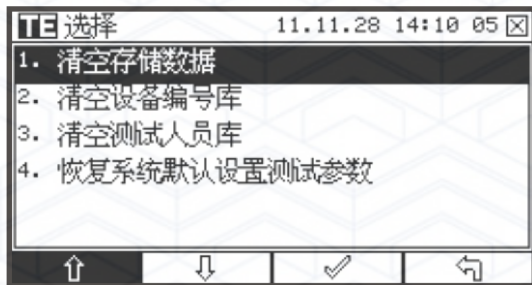 TE 选择 11.11.28 14:10 05
1. 清空存储数据
2. 清空设备编号库
3. 清空测试人员库
4. 恢复系统默认设置测试参数